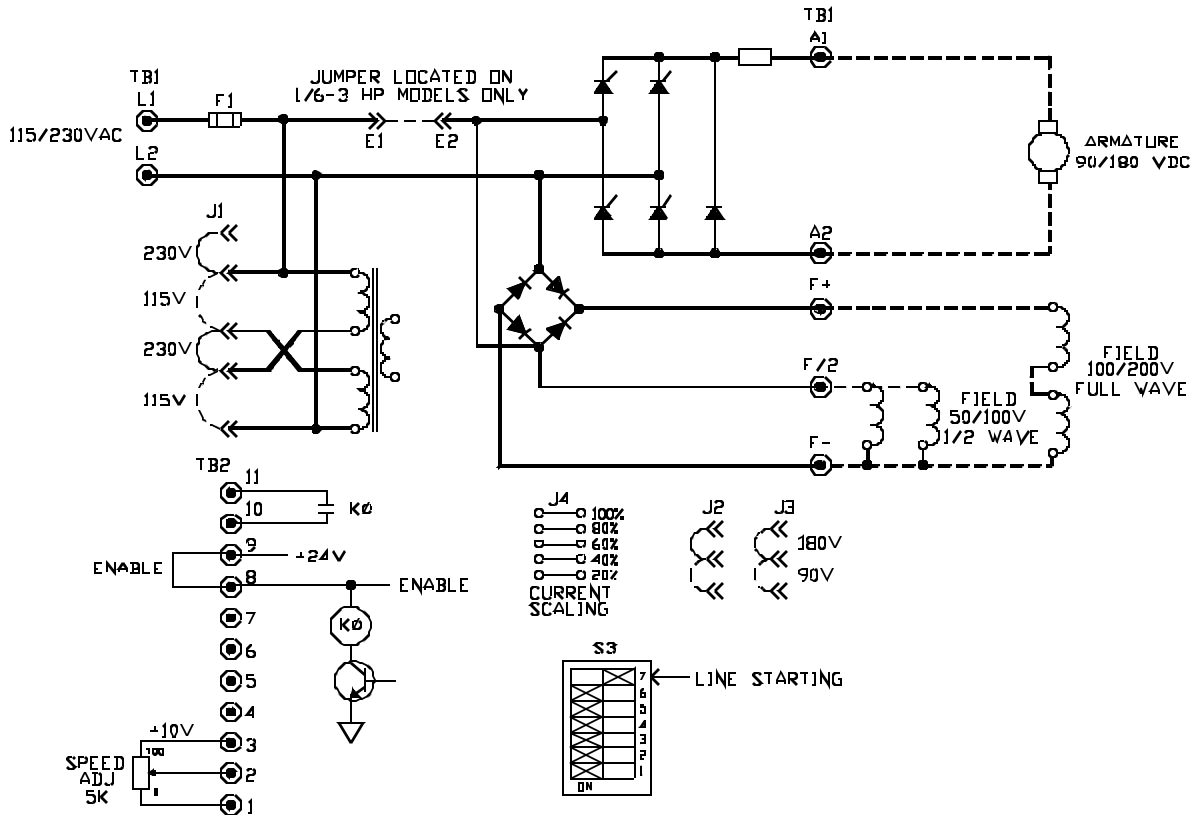 TB1
A1
JUMPER LOCATED ON
1/6-3 HP MODELS ONLY
TB1
L1
F1
115/230VAC
E1
E2
L2
ARMATURE
90/180 VDC
J1
230V
115V
230V
115V
A2
F+
F/2
F-
FIELD
100/200V
FULL WAVE
FIELD
50/100V
1/2 WAVE
TB2
11
10
KØ
9
+24V
ENABLE
8
ENABLE
7
KØ
6
5
4
+10V
3
100
SPEED
ADJ
5K
2
1
J4
100%
80%
60%
40%
20%
CURRENT
SCALING
J2
J3
180V
90V
S3
7
LINE STARTING
6
5
4
3
2
1
ON